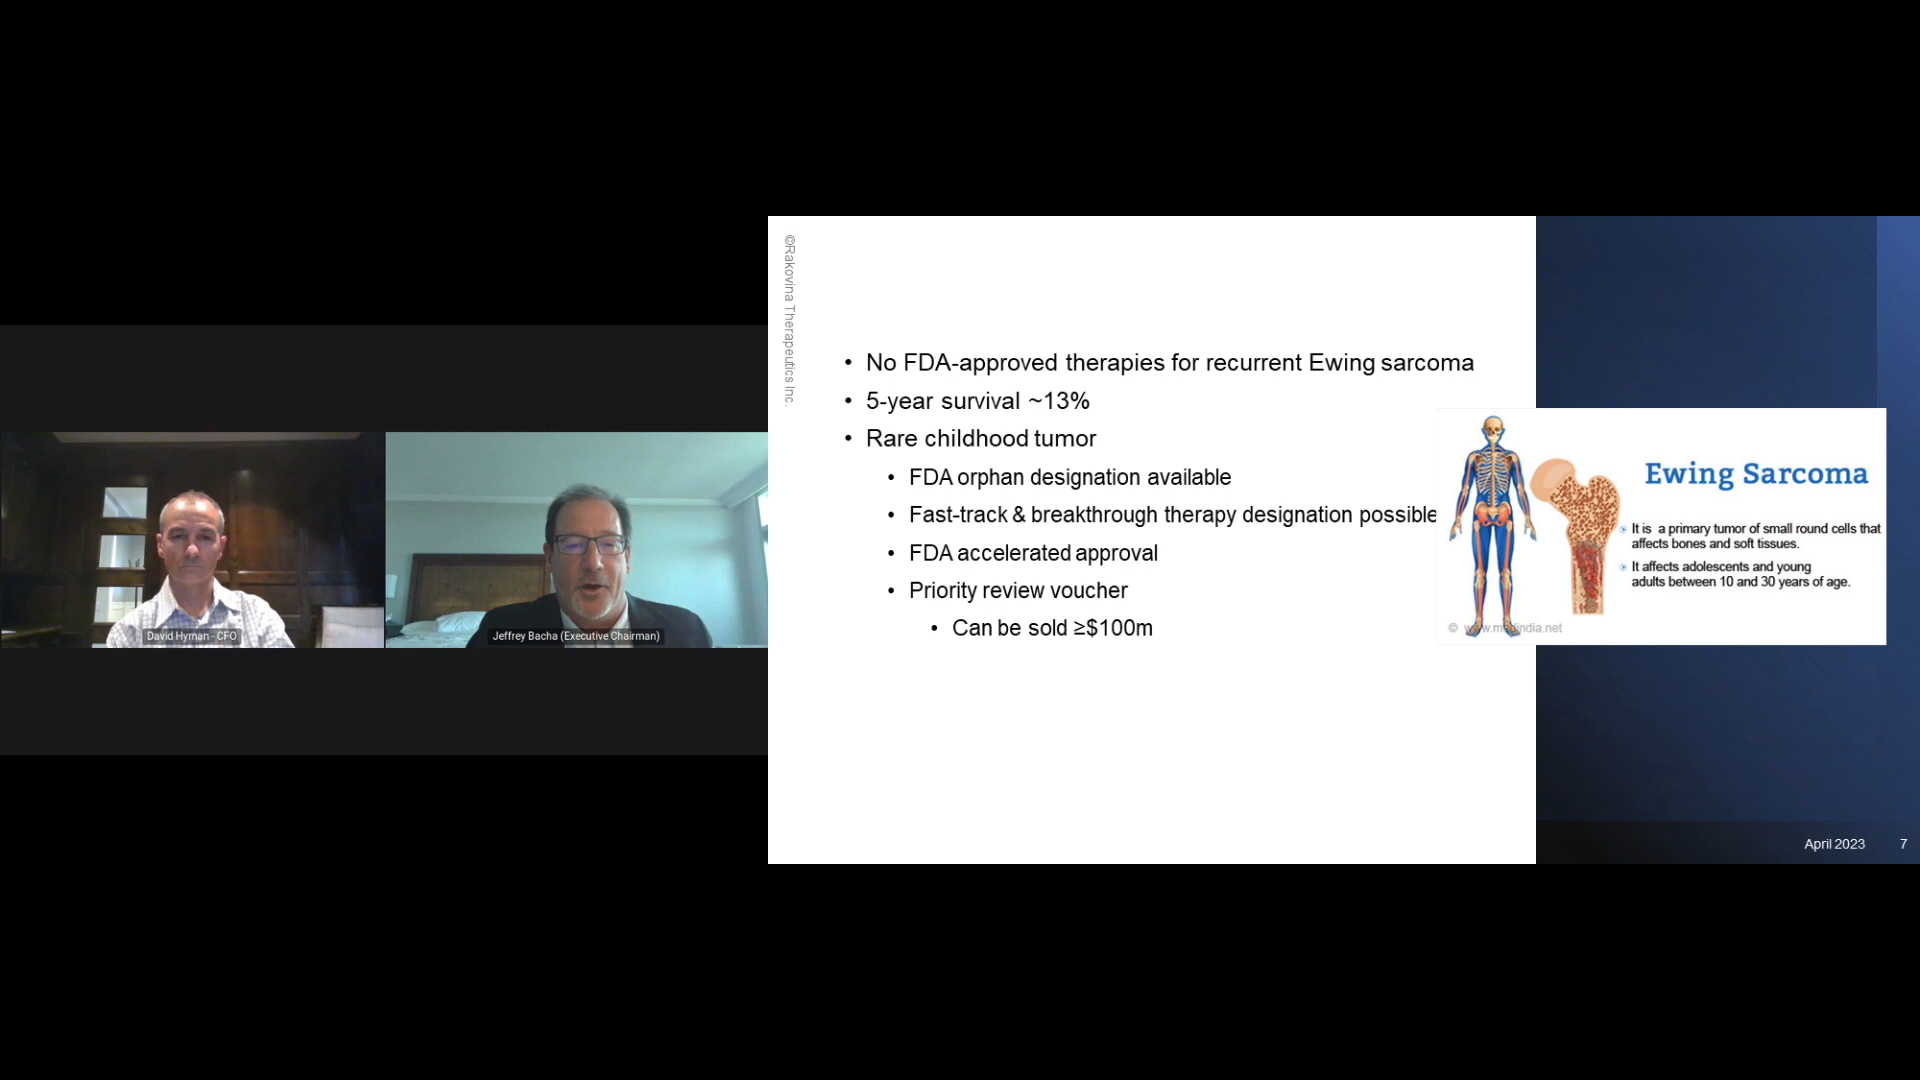 David Hyman - CFO
Jeffrey Bacha (Executive Chairman)
©Rakovina Therapeutics Inc.
• No FDA-approved therapies for recurrent Ewing sarcoma
• 5-year survival ~13%
• Rare childhood tumor
• FDA orphan designation available
• Fast-track & breakthrough therapy designation possible
• FDA accelerated approval
• Priority review voucher
• Can be sold ≥$100m
Ewing Sarcoma
It is a primary tumor of small round cells that
affects bones and soft tissues.
It affects adolescents and young
adults between 10 and 30 years of age.
© www.medindia.net
April 2023 7